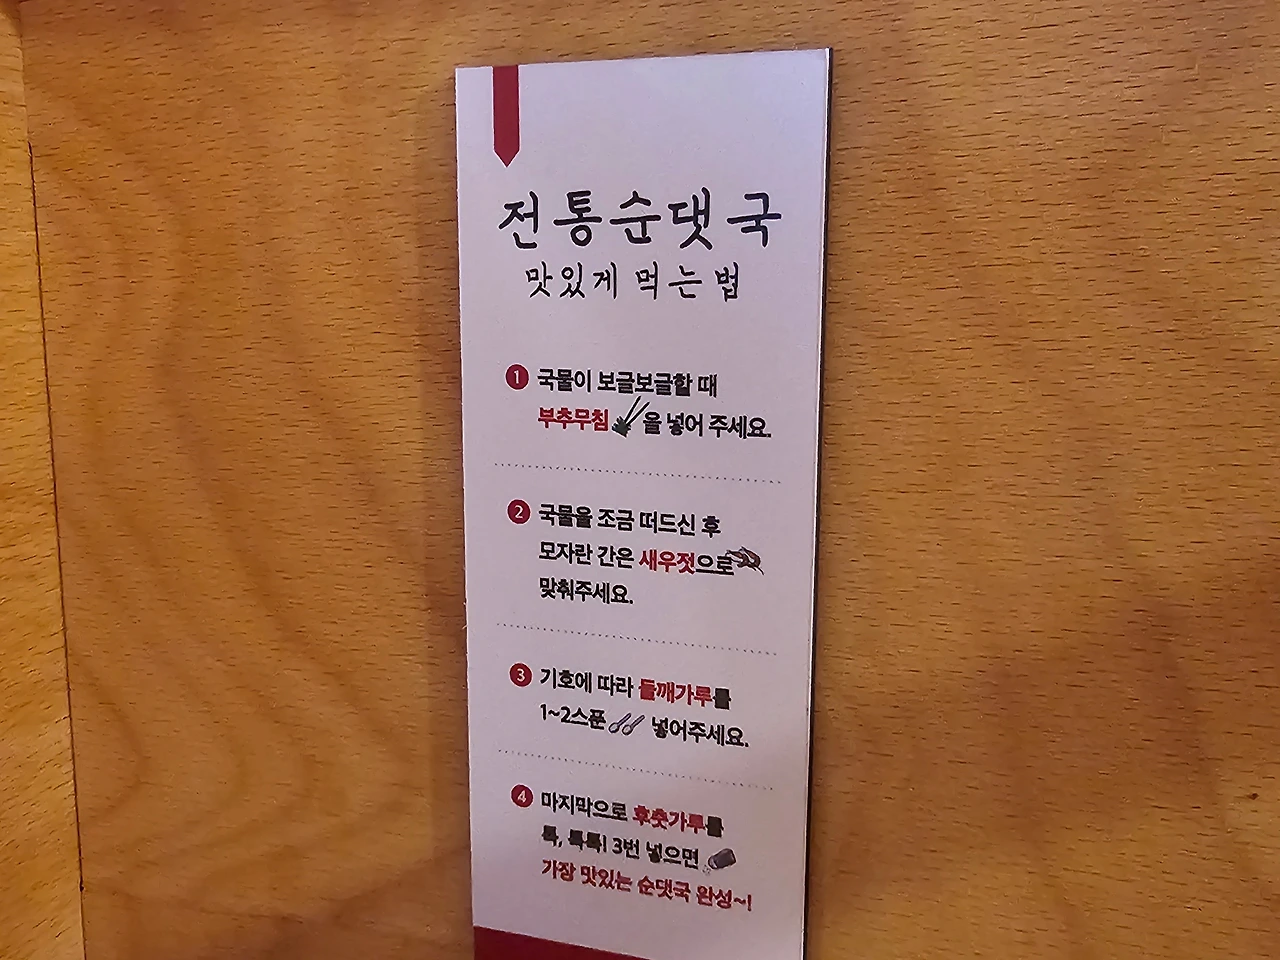 전통순댓국
맛있게 먹는 법
1 국물이 보글보글할 때
부추무침을 넣어 주세요.
2 국물을 조금 떠드신 후
모자란 간은 새우젓으로
맞춰주세요.
3 기호에 따라 들깨가루를
1~2스푼 넣어주세요.
4 마지막으로 후춧가루를
톡, 톡톡! 3번 넣으면
가장 맛있는 순댓국 완성~!